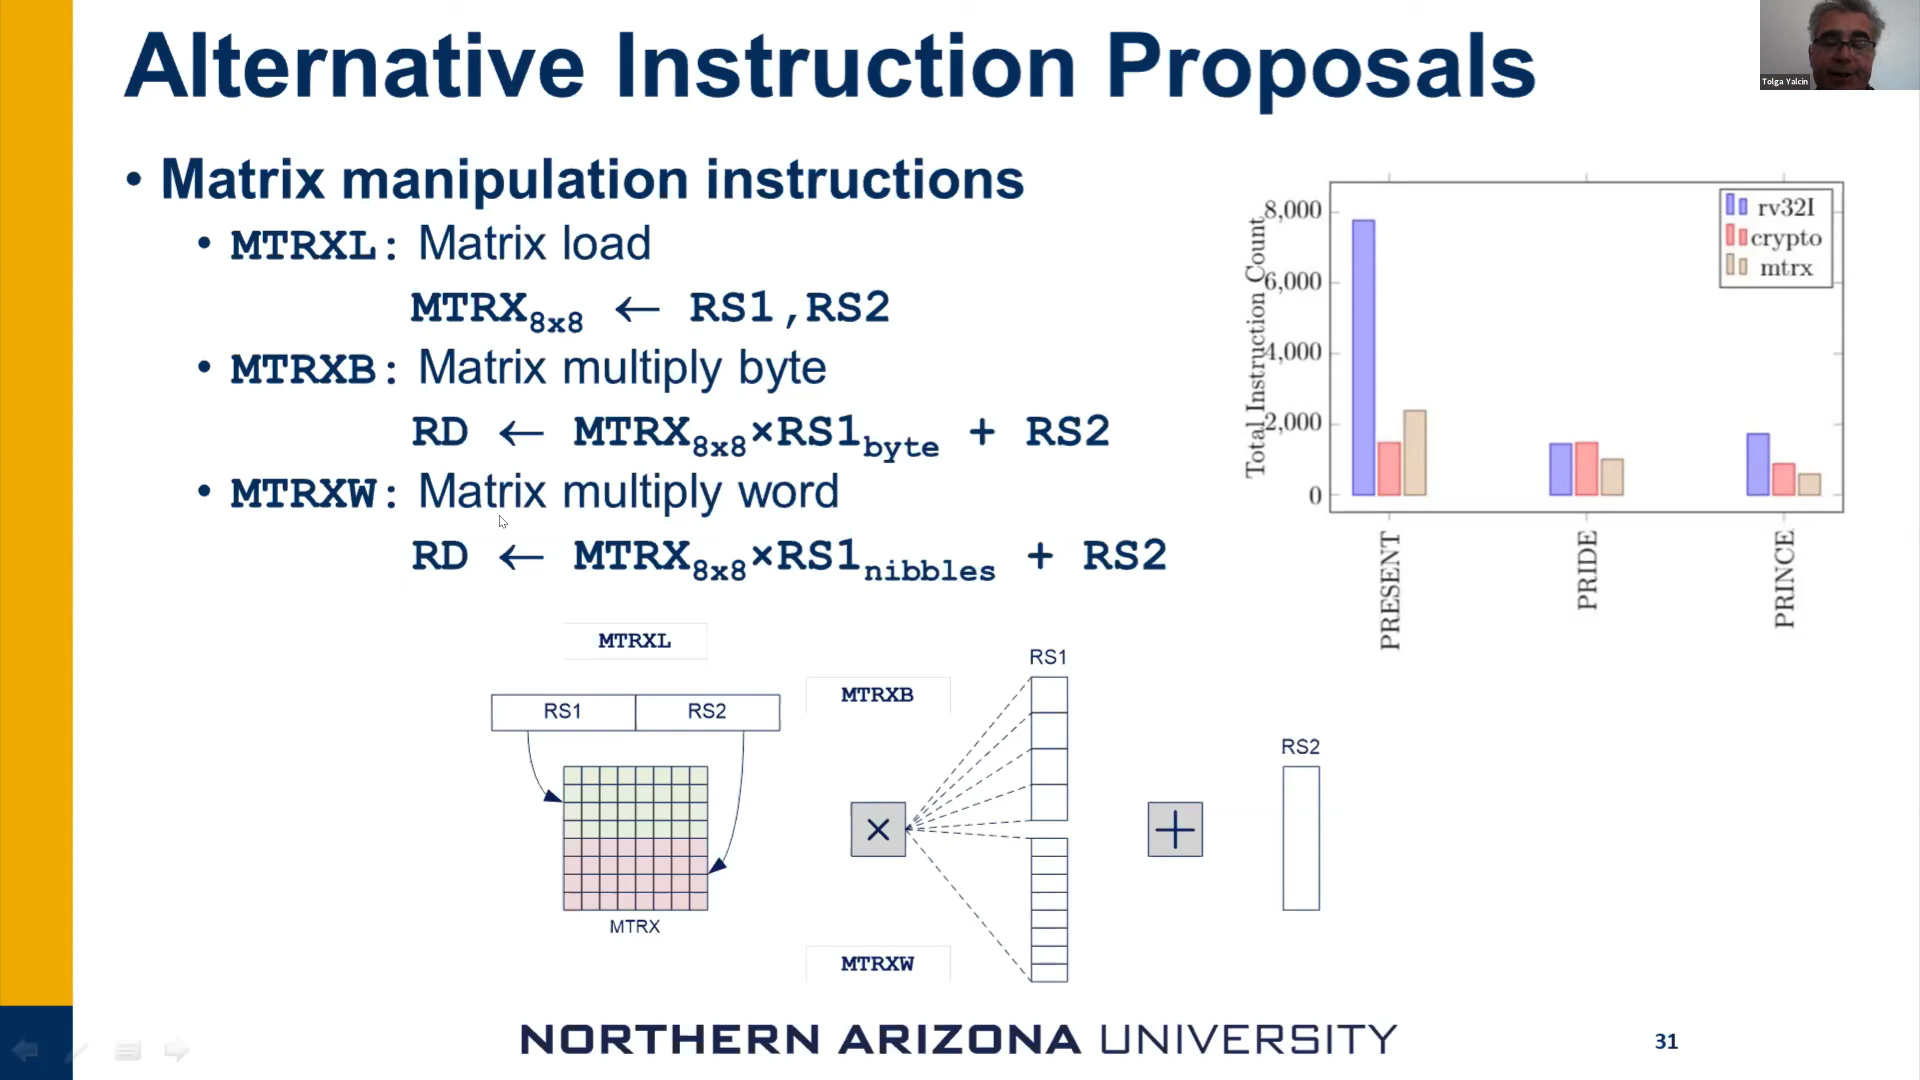 Alternative Instruction Proposals
Tolga Yalcin
• Matrix manipulation instructions
• MTRXL: Matrix load
MTRX8x8 ← RS1,RS2
• MTRXB: Matrix multiply byte
RD ← MTRX8x8×RS1byte + RS2
• MTRXW: Matrix multiply word
RD ← MTRX8x8×RS1nibbles + RS2
Total Instruction Count
8,000
6,000
4,000
2,000
0
rv32I
crypto
mtrx
PRESENT
PRIDE
PRINCE
MTRXL
RS1 RS2
MTRX
MTRXB
×
MTRXW
RS1
+
RS2
NORTHERN ARIZONA UNIVERSITY
31